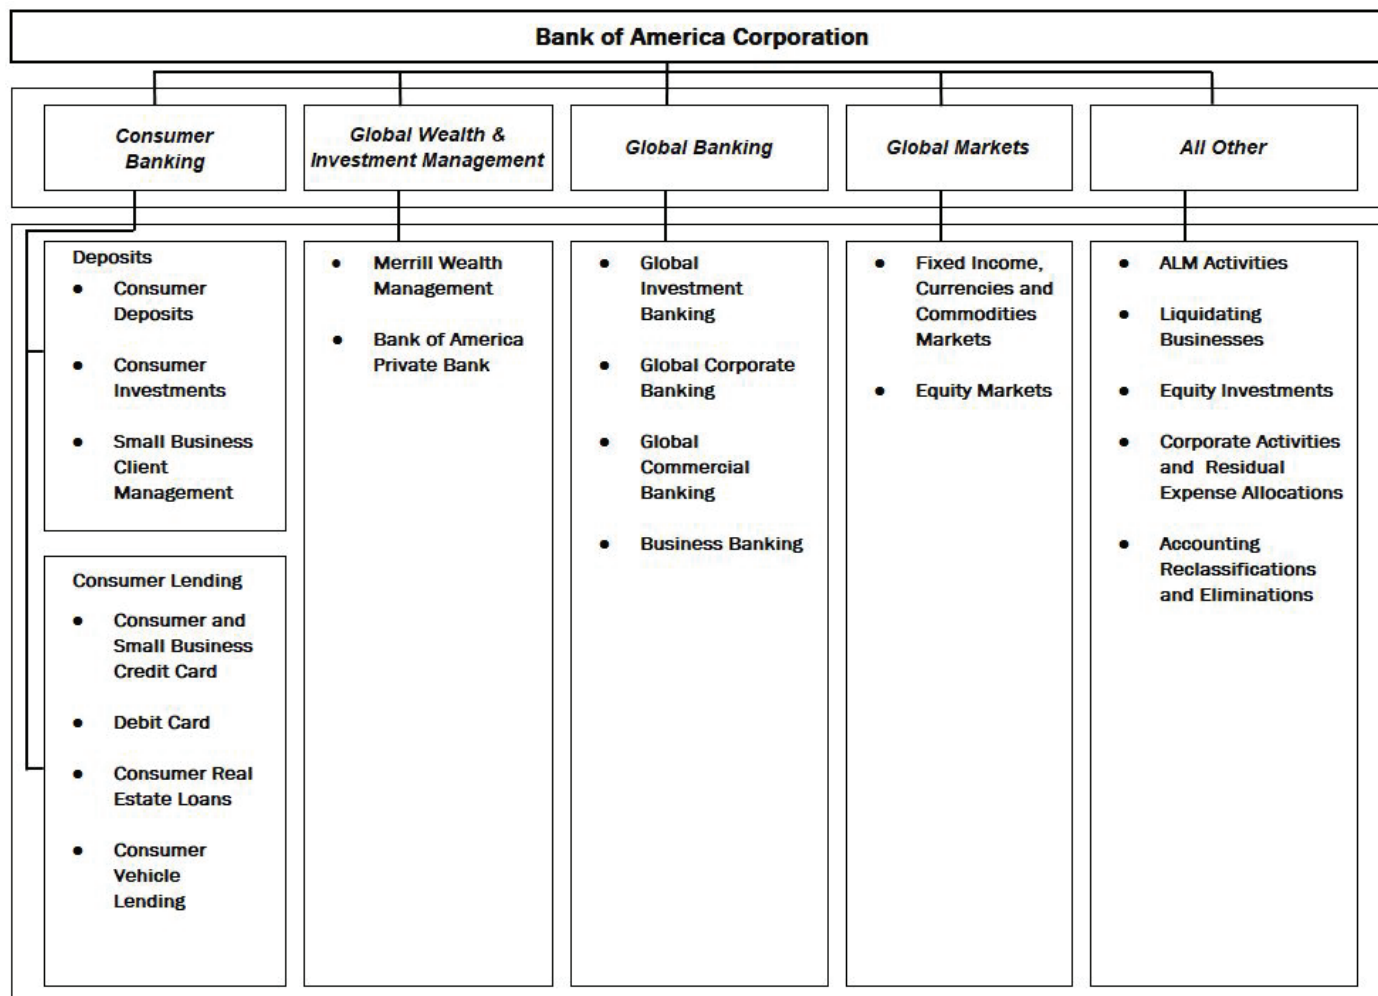 Bank of America Corporation
Consumer
Banking
Global Wealth &
Investment Management
Global Banking
Global Markets
All Other
Deposits
● Consumer
Deposits
● Consumer
Investments
● Small Business
Client
Management
Consumer Lending
● Consumer and
Small Business
Credit Card
● Debit Card
● Consumer Real
Estate Loans
● Consumer
Vehicle
Lending
● Merrill Wealth
Management
● Bank of America
Private Bank
● Global
Investment
Banking
● Global Corporate
Banking
● Global
Commercial
Banking
● Business Banking
● Fixed Income,
Currencies and
Commodities
Markets
● Equity Markets
● ALM Activities
● Liquidating
Businesses
● Equity Investments
● Corporate Activities
and Residual
Expense Allocations
● Accounting
Reclassifications
and Eliminations